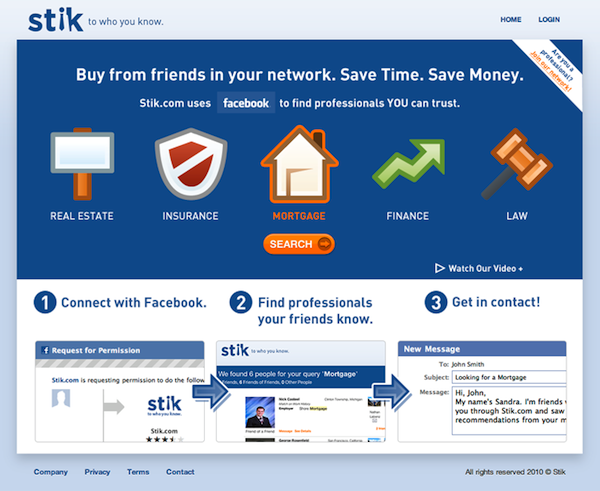 stik to who you know.
HOME LOGIN
Are you a
professional?
Join our network!
Buy from friends in your network. Save Time. Save Money.
Stik.com uses facebook to find professionals YOU can trust.
REAL ESTATE INSURANCE MORTGAGE FINANCE LAW
SEARCH
Watch Our Video +
1 Connect with Facebook.
2 Find professionals
your friends know.
3 Get in contact!
f Request for Permission
Stik.com is requesting permission to do the follow
stik
to who you know.
Stik.com
stik to who you know.
We found 6 people for your query 'Mortgage'
Friends, 6 Friends of Friends, 0 Other People
Nick Cocked
Employer Show Mortgage
Friend of a Friend
George Rosenfield
New Message
To: John Smith
Subject: Looking for a Mortgage
Message: Hi, John,
My name's Sandra. I'm friends
you through Stik.com and saw
recommendations from your m
Company Privacy Terms Contact
All rights reserved 2010 © Stik